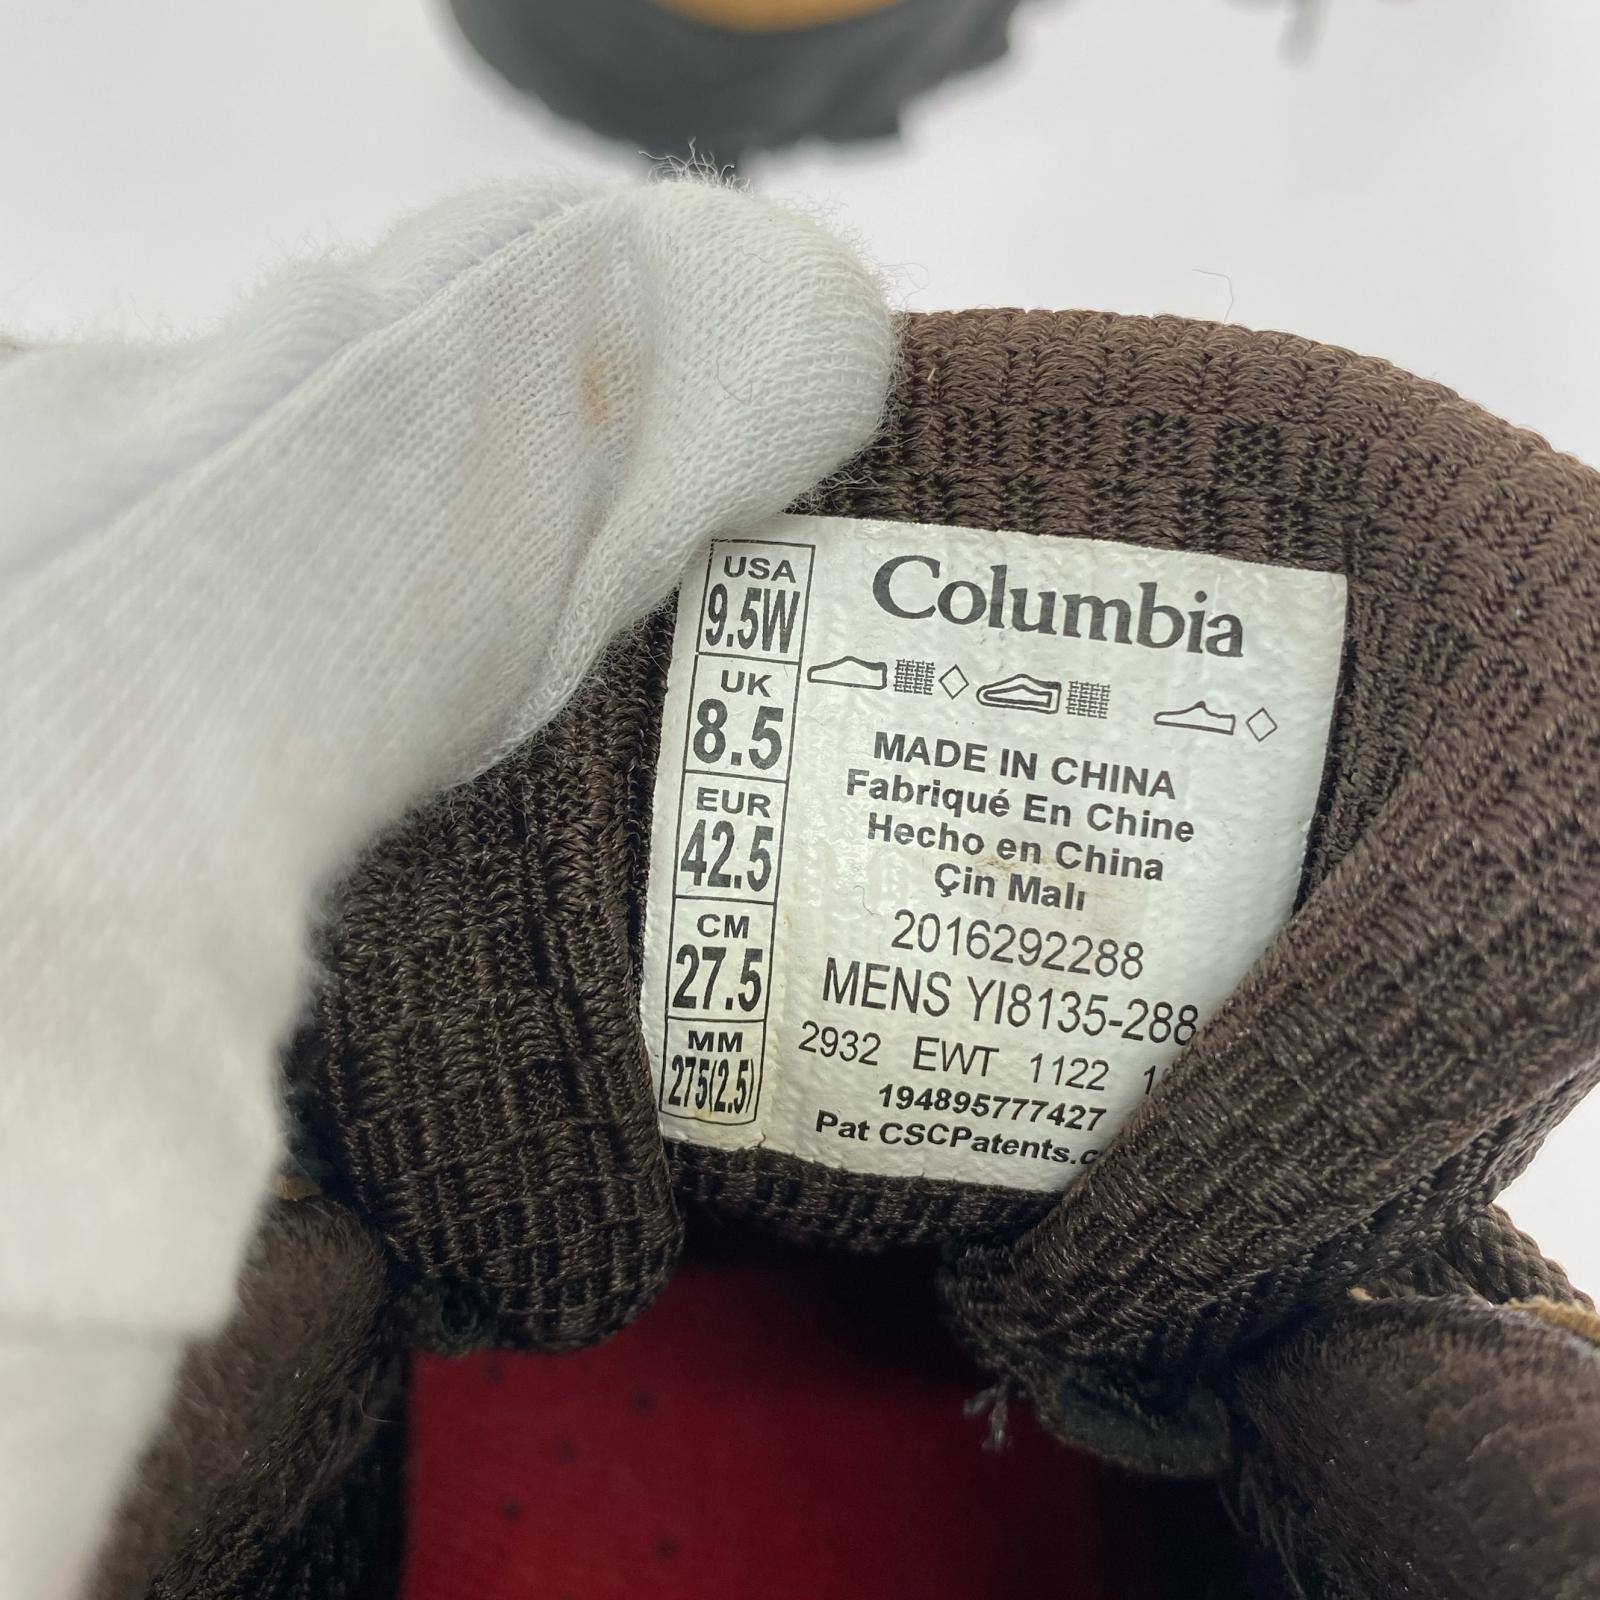 USA
9.5W
UK
8.5
EUR
42.5
CM
27.5
MM
275(2.5)
Columbia
MADE IN CHINA
Fabriqué En Chine
Hecho en China
Çin Malı
2016292288
MENS YI8135-288
2932 EWT 1122
194895777427
Pat